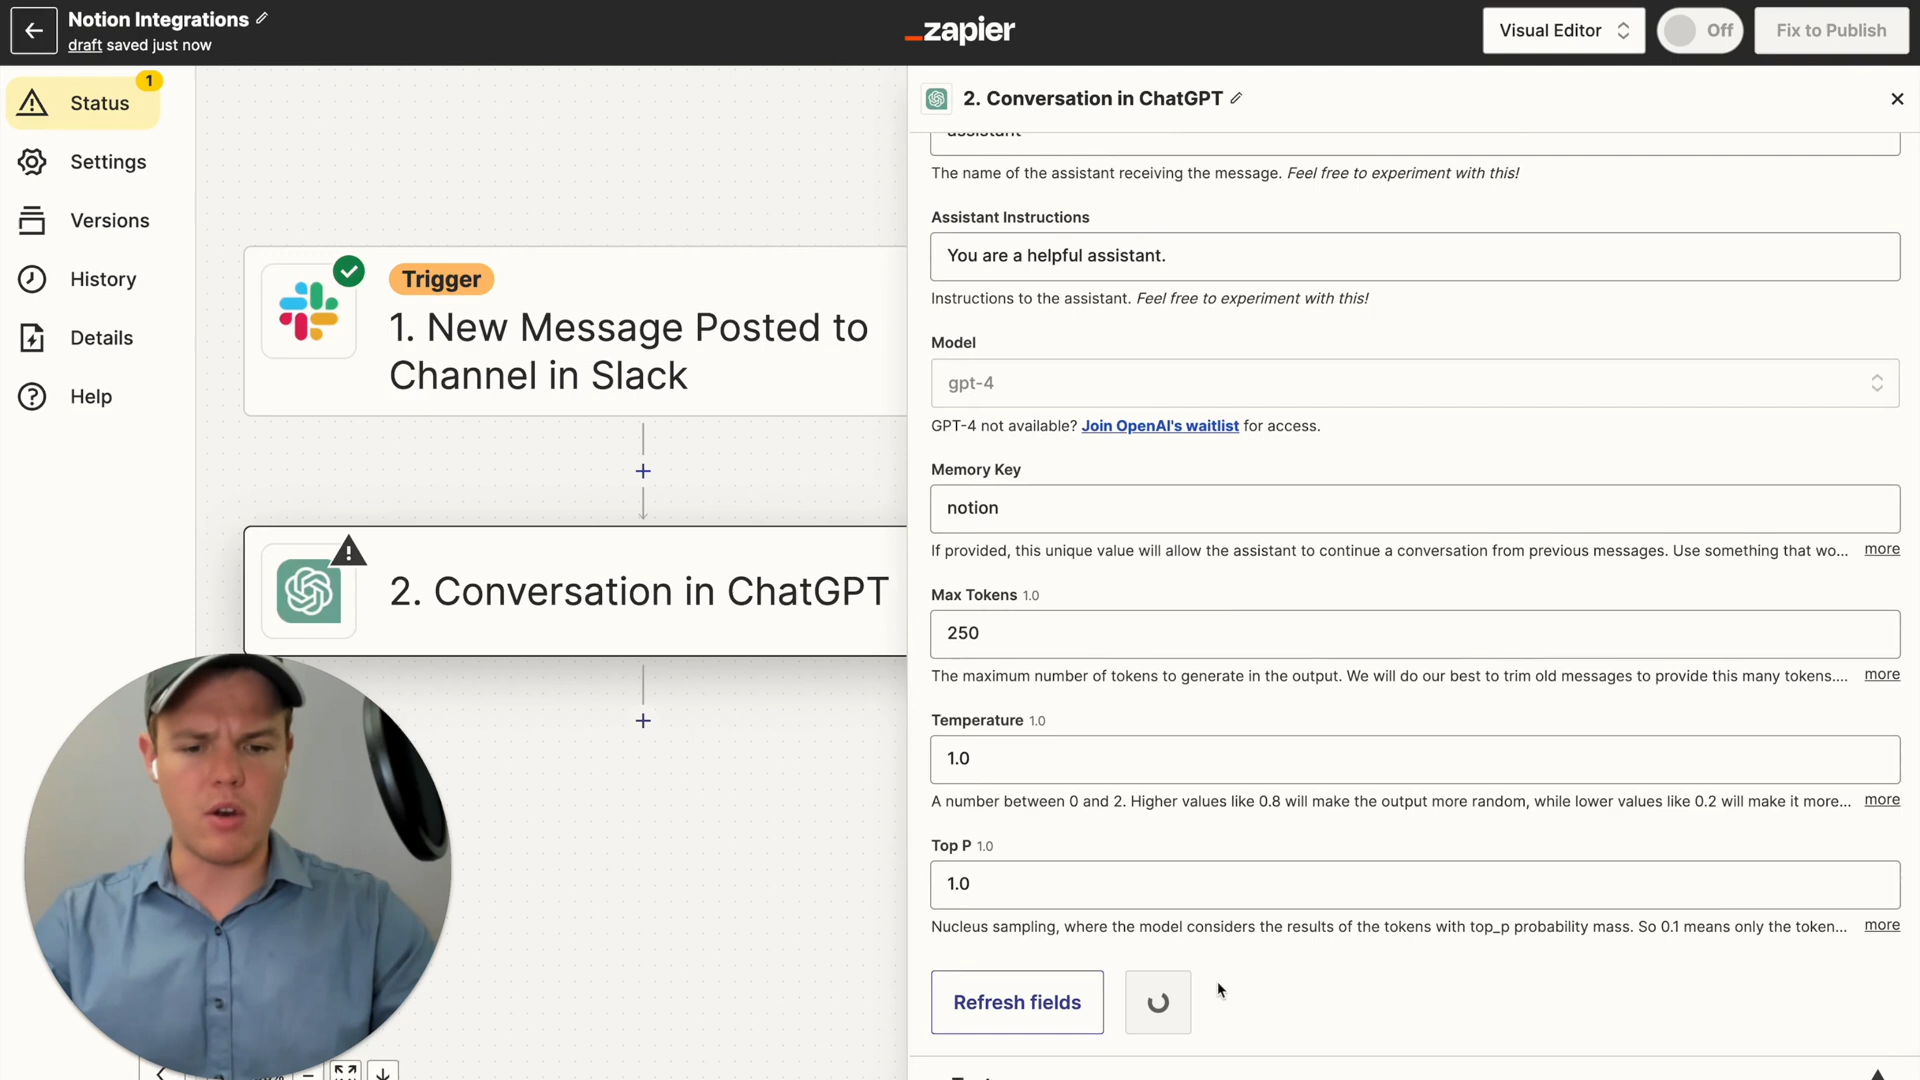 Notion Integrations
draft saved just now
zapier
Visual Editor
Off
Fix to Publish
1
Status
Settings
Versions
History
Details
Help
Trigger
1. New Message Posted to
Channel in Slack
2. Conversation in ChatGPT
2. Conversation in ChatGPT
assistant
The name of the assistant receiving the message. Feel free to experiment with this!
Assistant Instructions
You are a helpful assistant.
Instructions to the assistant. Feel free to experiment with this!
Model
gpt-4
GPT-4 not available? Join OpenAI's waitlist for access.
Memory Key
notion
If provided, this unique value will allow the assistant to continue a conversation from previous messages. Use something that wo... more
Max Tokens 1.0
250
The maximum number of tokens to generate in the output. We will do our best to trim old messages to provide this many tokens.... more
Temperature 1.0
1.0
A number between 0 and 2. Higher values like 0.8 will make the output more random, while lower values like 0.2 will make it more... more
Top P 1.0
1.0
Nucleus sampling, where the model considers the results of the tokens with top_p probability mass. So 0.1 means only the token... more
Refresh fields